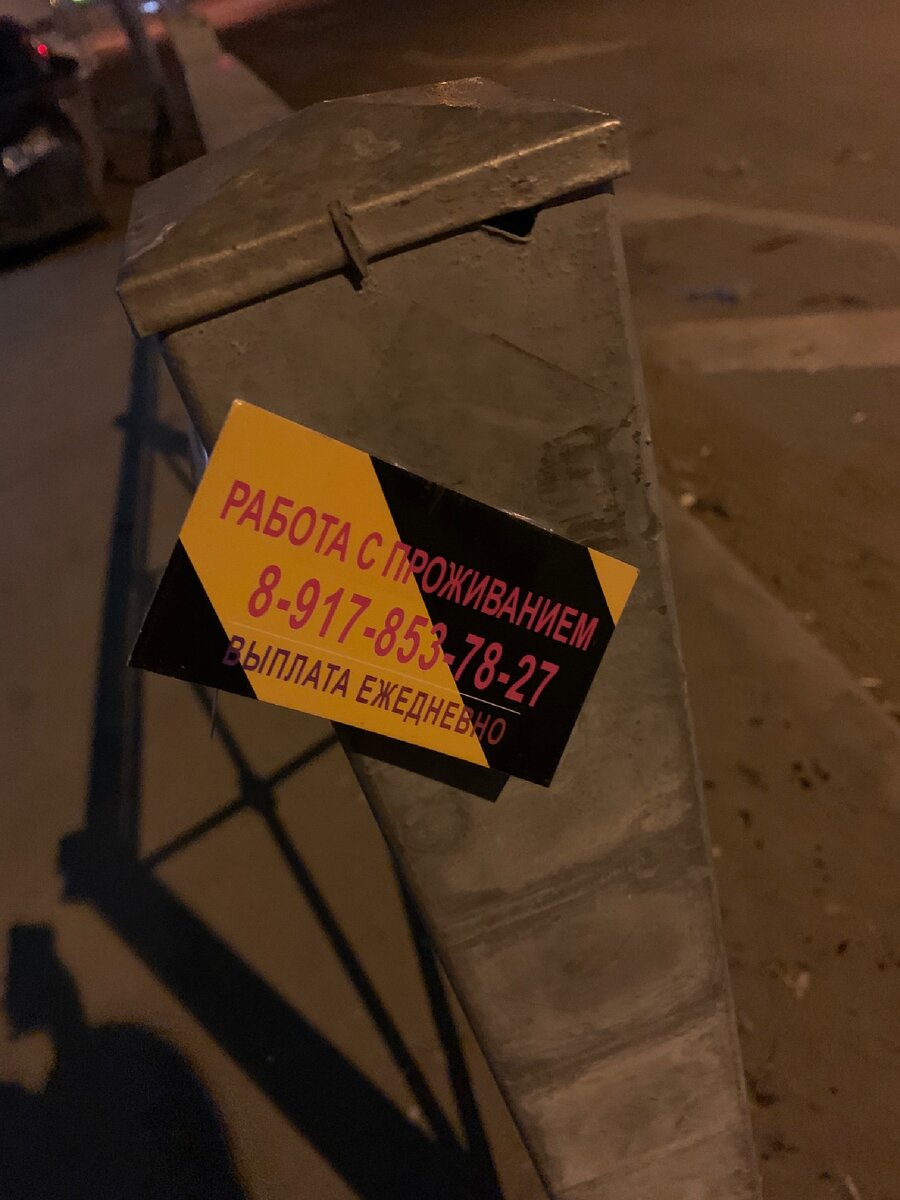 РАБОТА С ПРОЖИВАНИЕМ
8-917-853-78-27
ВЫПЛАТА ЕЖЕДНЕВНО